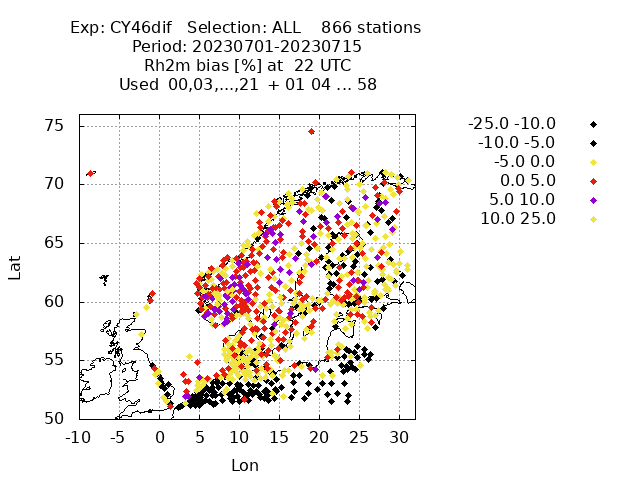 Exp: CY46dif   Selection: ALL    866 stations
Period: 20230701-20230715
Rh2m bias [%] at  22 UTC
Used  00,03,...,21  + 01 04 ... 58
-25.0 -10.0
-10.0 -5.0
-5.0 0.0
0.0 5.0
5.0 10.0
10.0 25.0
75
70
65
60
55
50
Lat
-10 -5 0 5 10 15 20 25 30
Lon